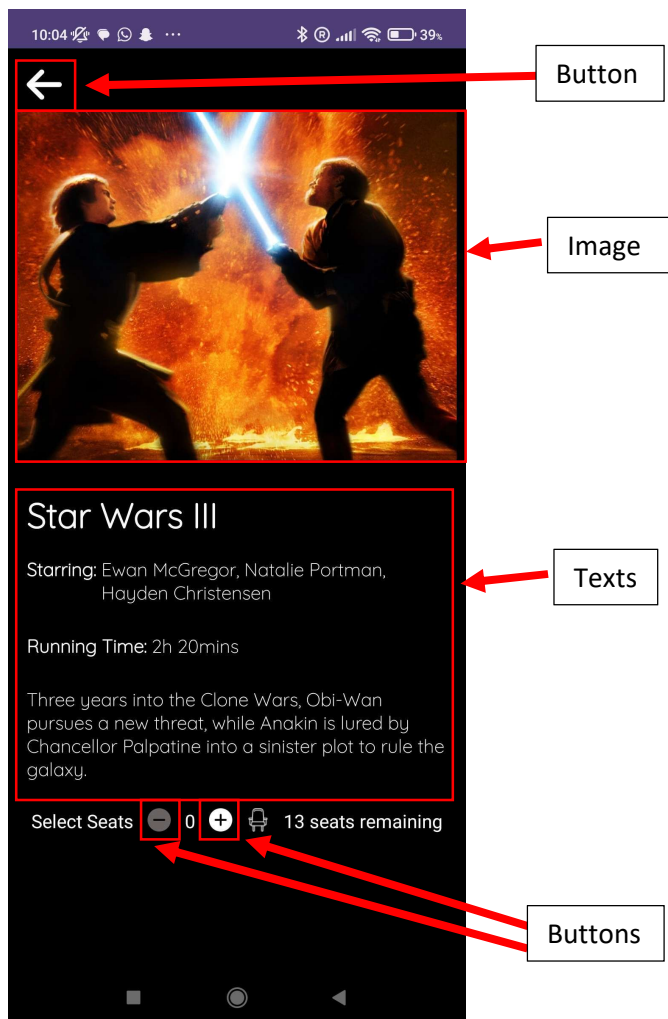 10:04 39%
Button
Image
Star Wars III
Starring: Ewan McGregor, Natalie Portman,
Hayden Christensen
Texts
Running Time: 2h 20mins
Three years into the Clone Wars, Obi-Wan
pursues a new threat, while Anakin is lured by
Chancellor Palpatine into a sinister plot to rule the
galaxy.
Select Seats 0 13 seats remaining
Buttons